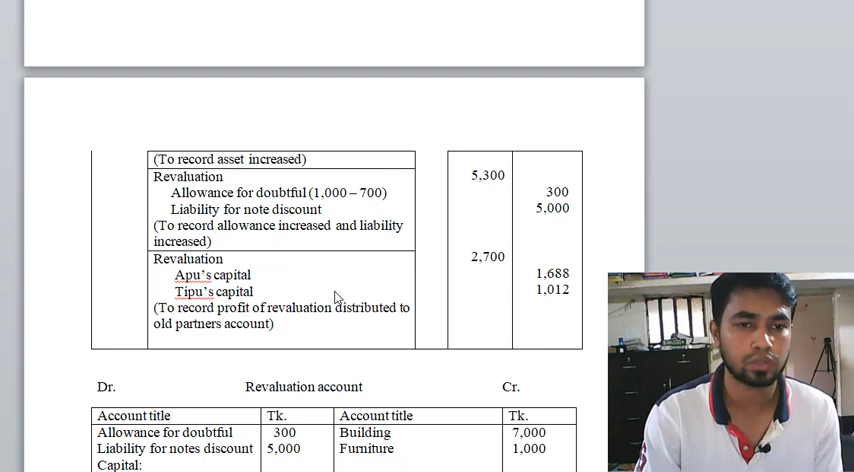 (To record asset increased)
Revaluation 5,300
Allowance for doubtful (1,000 – 700) 300
Liability for note discount 5,000
(To record allowance increased and liability
increased)
Revaluation 2,700
Apu's capital 1,688
Tipu's capital 1,012
(To record profit of revaluation distributed to
old partners account)
Dr. Revaluation account Cr.
Account title Tk. Account title Tk.
Allowance for doubtful 300 Building 7,000
Liability for notes discount 5,000 Furniture 1,000
Capital: